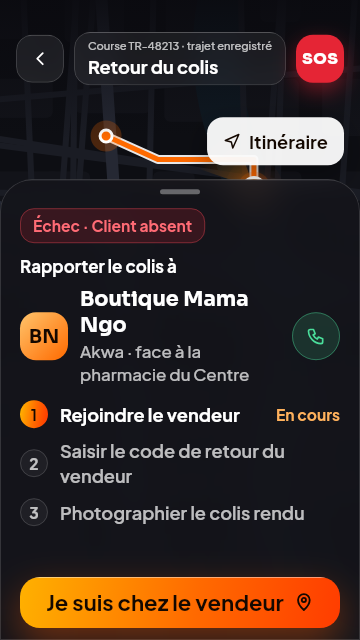 Course TR-48213 · trajet enregistré
Retour du colis
SOS
Itinéraire
Échec · Client absent
Rapporter le colis à
BN
Boutique Mama
Ngo
Akwa · face à la
pharmacie du Centre
1 Rejoindre le vendeur En cours
2 Saisir le code de retour du
vendeur
3 Photographier le colis rendu
Je suis chez le vendeur